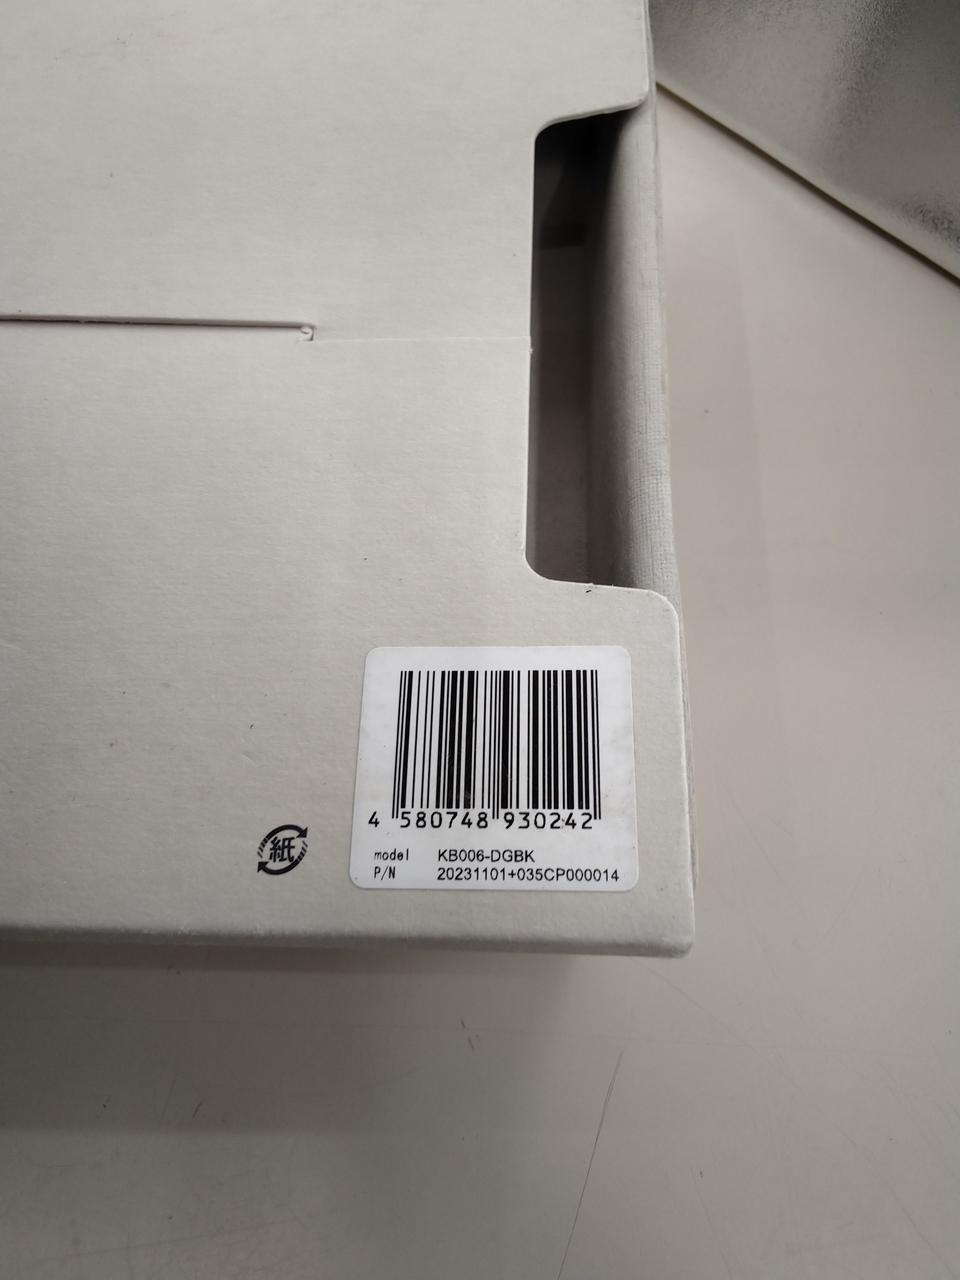 4 580748 930242
紙
model KB006-DGBK
P/N 20231101+035CP000014